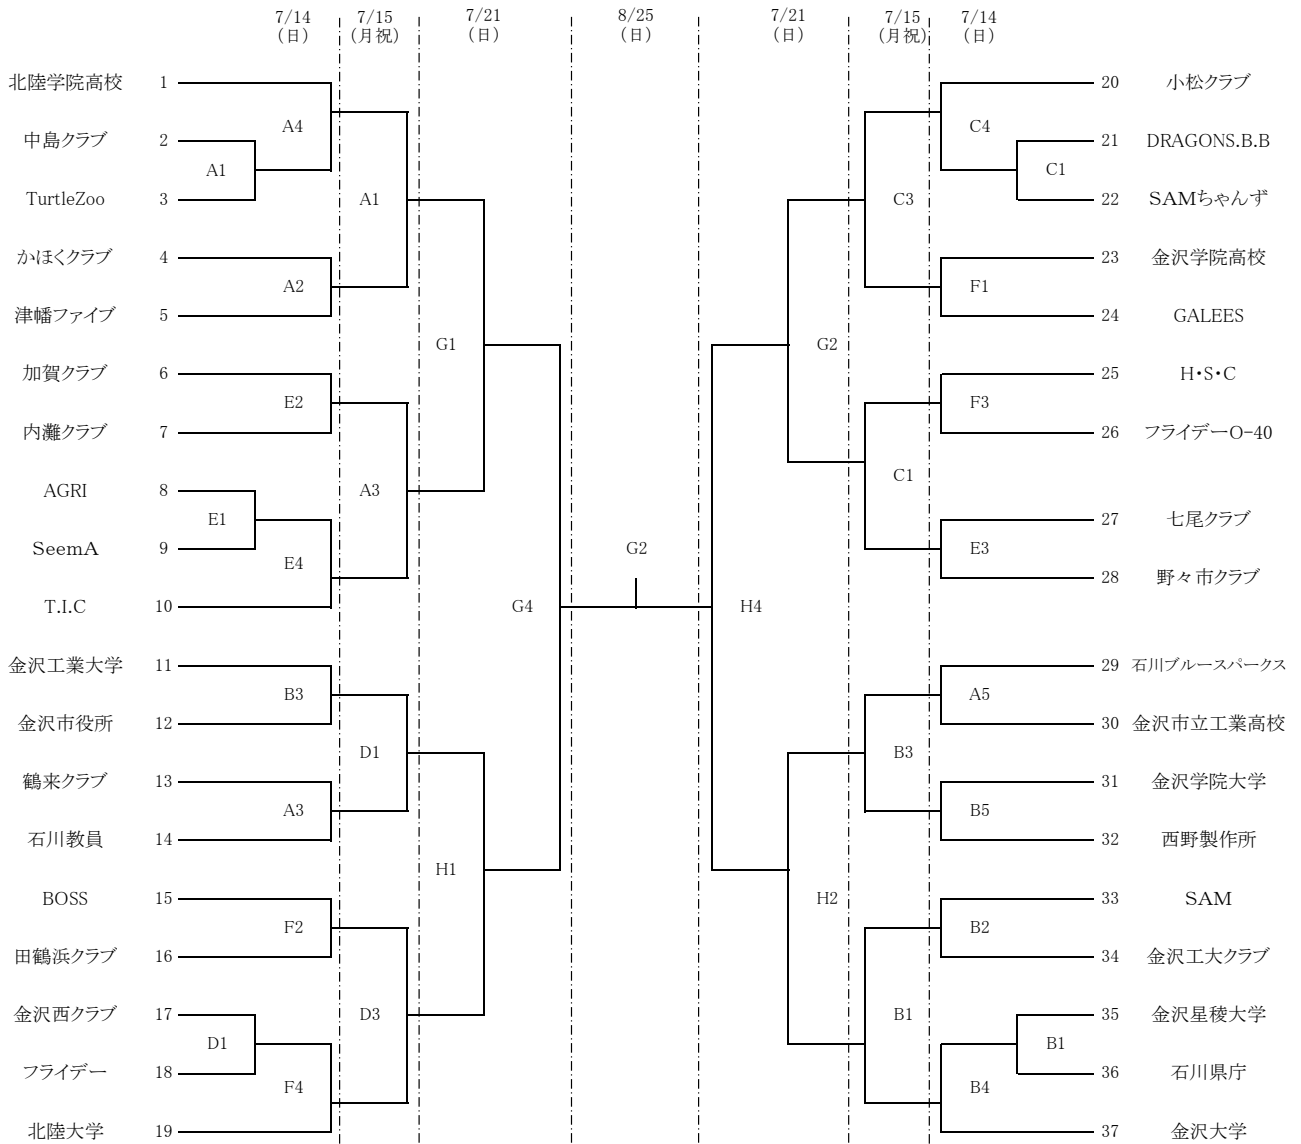 7/14 7/15 7/21 8/25 7/21 7/15 7/14
(日) (月祝) (日) (日) (日) (月祝) (日)
北陸学院高校 1
中島クラブ 2
TurtleZoo 3
かほくクラブ 4
津幡ファイブ 5
加賀クラブ 6
内灘クラブ 7
AGRI 8
SeemA 9
T.I.C 10
金沢工業大学 11
金沢市役所 12
鶴来クラブ 13
石川教員 14
BOSS 15
田鶴浜クラブ 16
金沢西クラブ 17
フライデー 18
北陸大学 19
A1
E1
D1
A4
A2
E2
E4
B3
A3
F2
F4
A1
A3
D1
D3
G1
H1
G4
G2
H4
G2
H2
C3
C1
B3
B1
C4
F1
F3
E3
A5
B5
B2
B4
C1
B1
20 小松クラブ
21 DRAGONS.B.B
22 SAMちゃんず
23 金沢学院高校
24 GALEES
25 H・S・C
26 フライデーO-40
27 七尾クラブ
28 野々市クラブ
29 石川ブルースパークス
30 金沢市立工業高校
31 金沢学院大学
32 西野製作所
33 SAM
34 金沢工大クラブ
35 金沢星稜大学
36 石川県庁
37 金沢大学